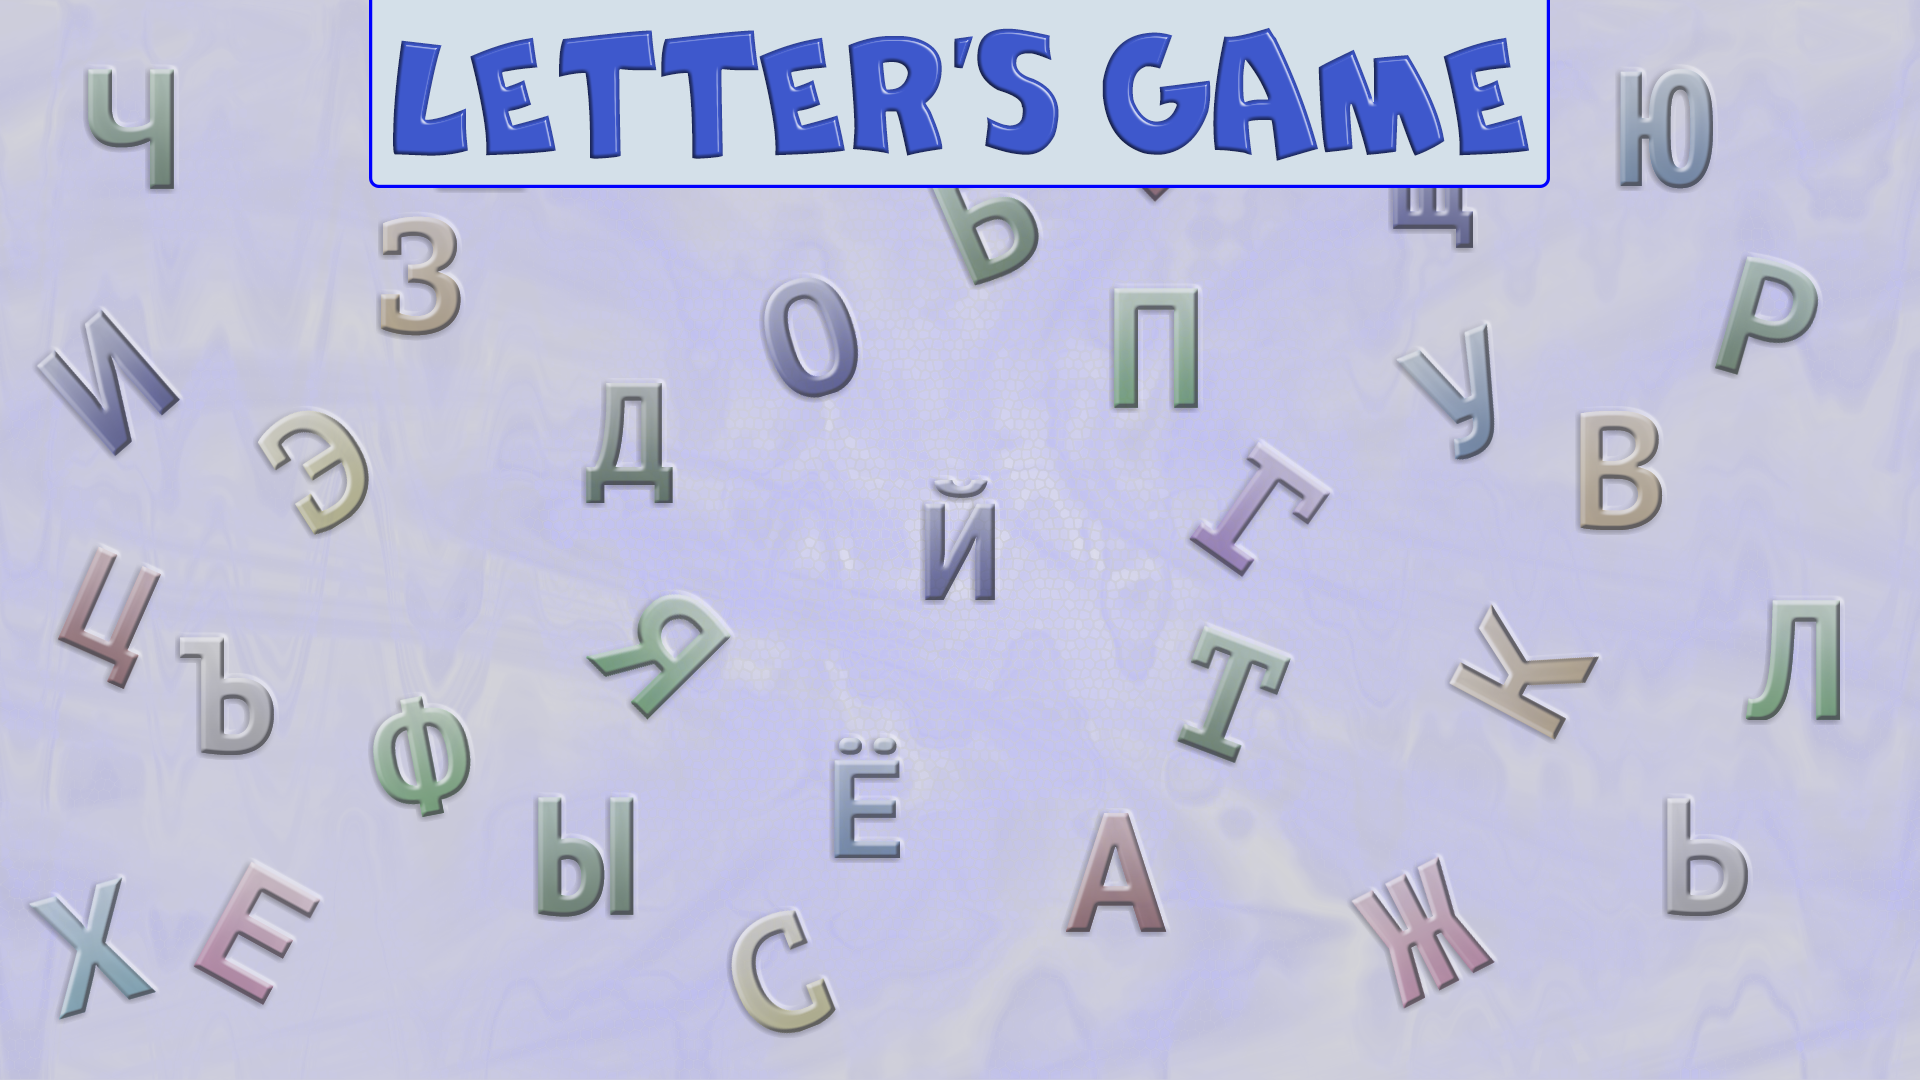 LETTER'S GAME
Ч Ю
З Щ
И О П У Р
Э Д Й Г В
Ц Ъ Я Т К Л
Ф Ы Ё А Ь
Х Е С Ж